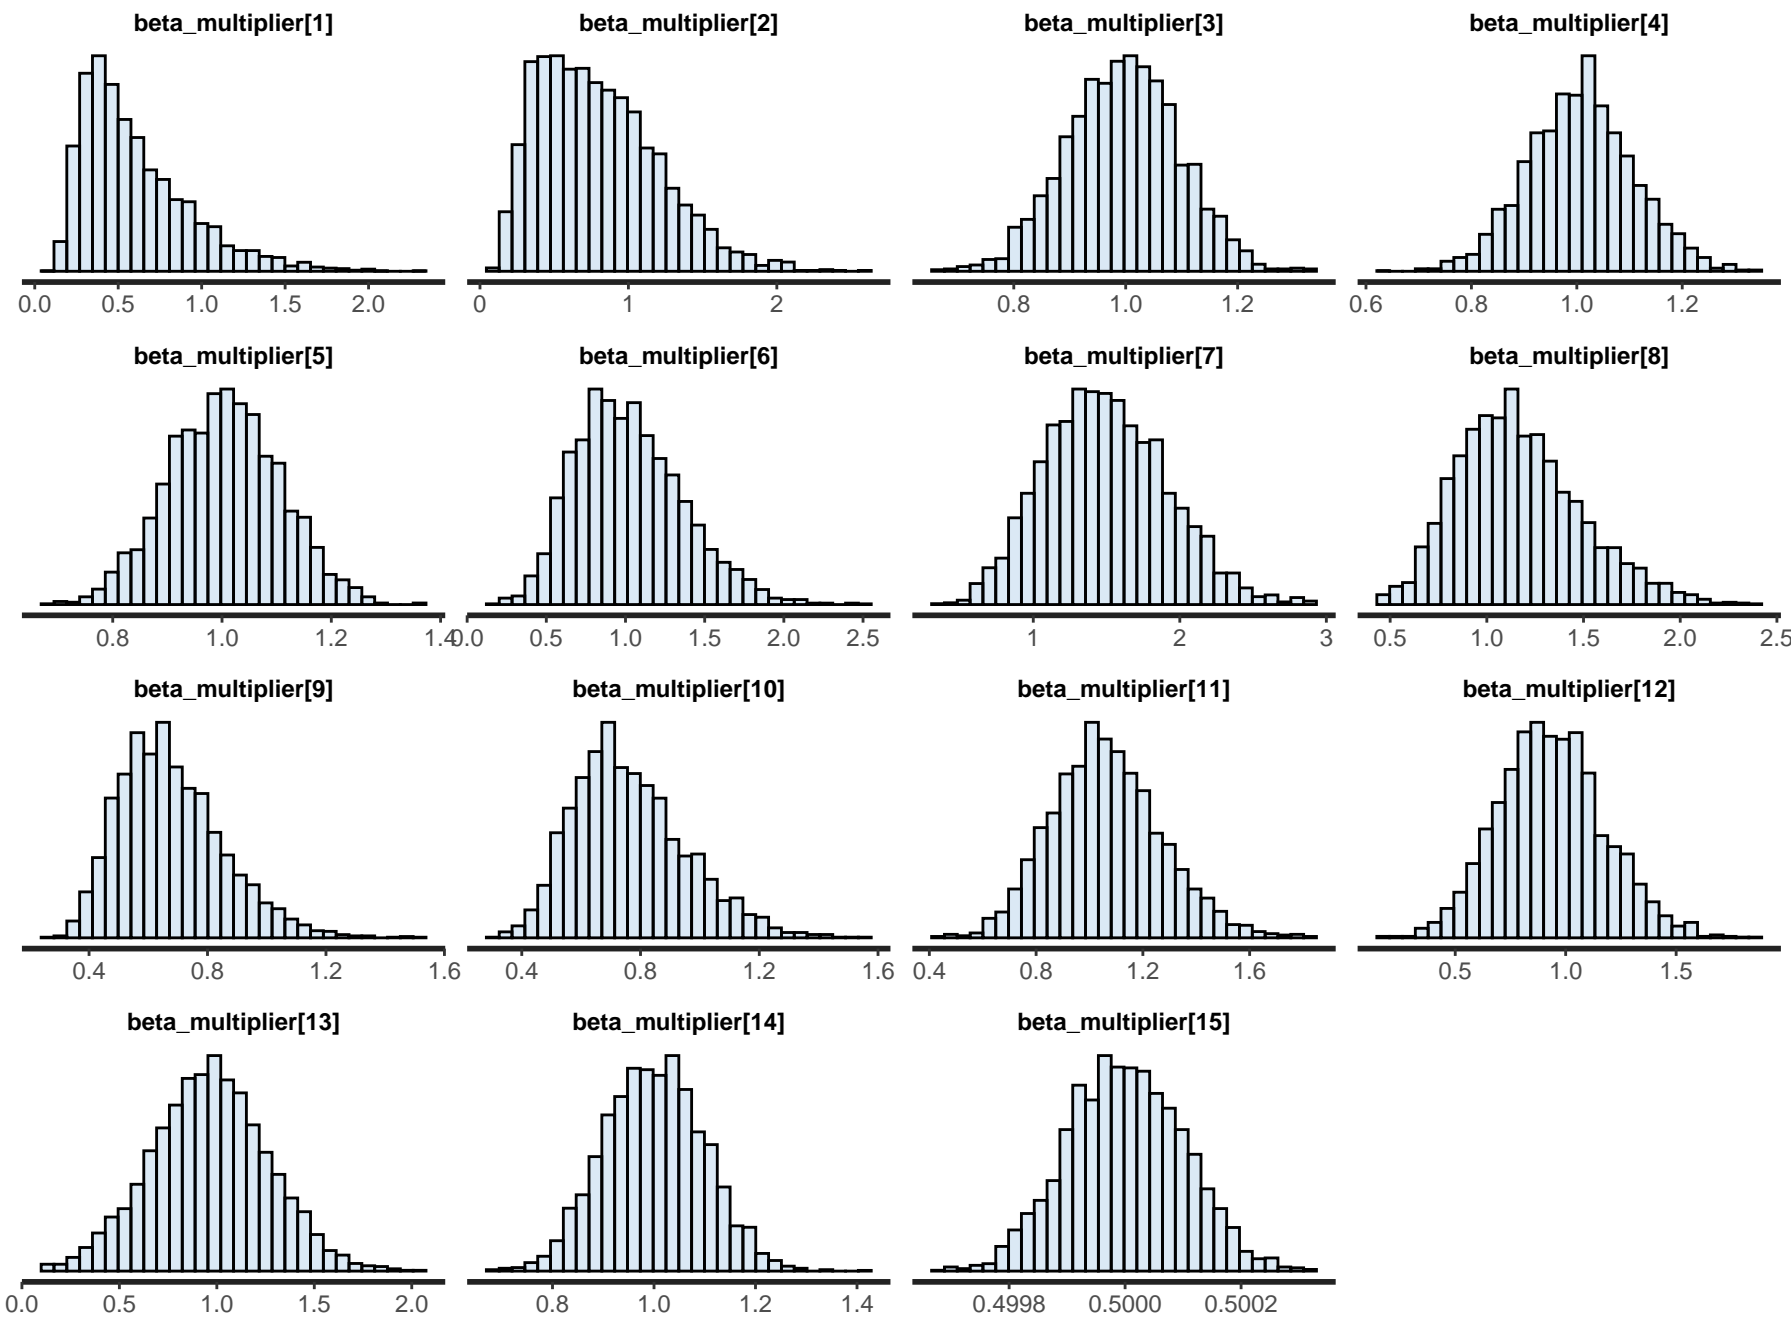 beta_multiplier[1] beta_multiplier[2] beta_multiplier[3] beta_multiplier[4]
0.0 0.5 1.0 1.5 2.0 0 1 2 0.8 1.0 1.2 0.6 0.8 1.0 1.2
beta_multiplier[5] beta_multiplier[6] beta_multiplier[7] beta_multiplier[8]
0.8 1.0 1.2 1.4 0.0 0.5 1.0 1.5 2.0 2.5 1 2 3 0.5 1.0 1.5 2.0 2.5
beta_multiplier[9] beta_multiplier[10] beta_multiplier[11] beta_multiplier[12]
0.4 0.8 1.2 1.6 0.4 0.8 1.2 1.6 0.4 0.8 1.2 1.6 0.5 1.0 1.5
beta_multiplier[13] beta_multiplier[14] beta_multiplier[15]
0.0 0.5 1.0 1.5 2.0 0.8 1.0 1.2 1.4 0.4998 0.5000 0.5002